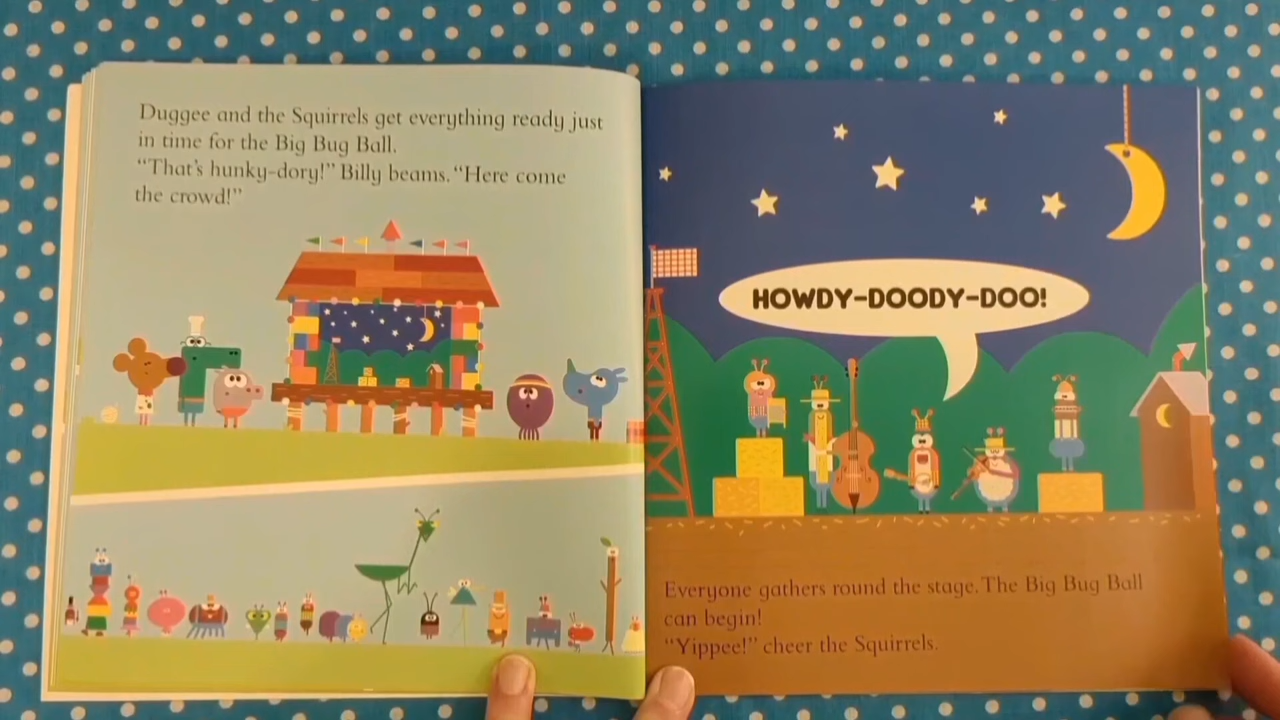 Duggee and the Squirrels get everything ready just
in time for the Big Bug Ball.
“That’s hunky-dory!” Billy beams. “Here come
the crowd!”
HOWDY-DOODY-DOO!
Everyone gathers round the stage. The Big Bug Ball
can begin!
“Yippee!” cheer the Squirrels.